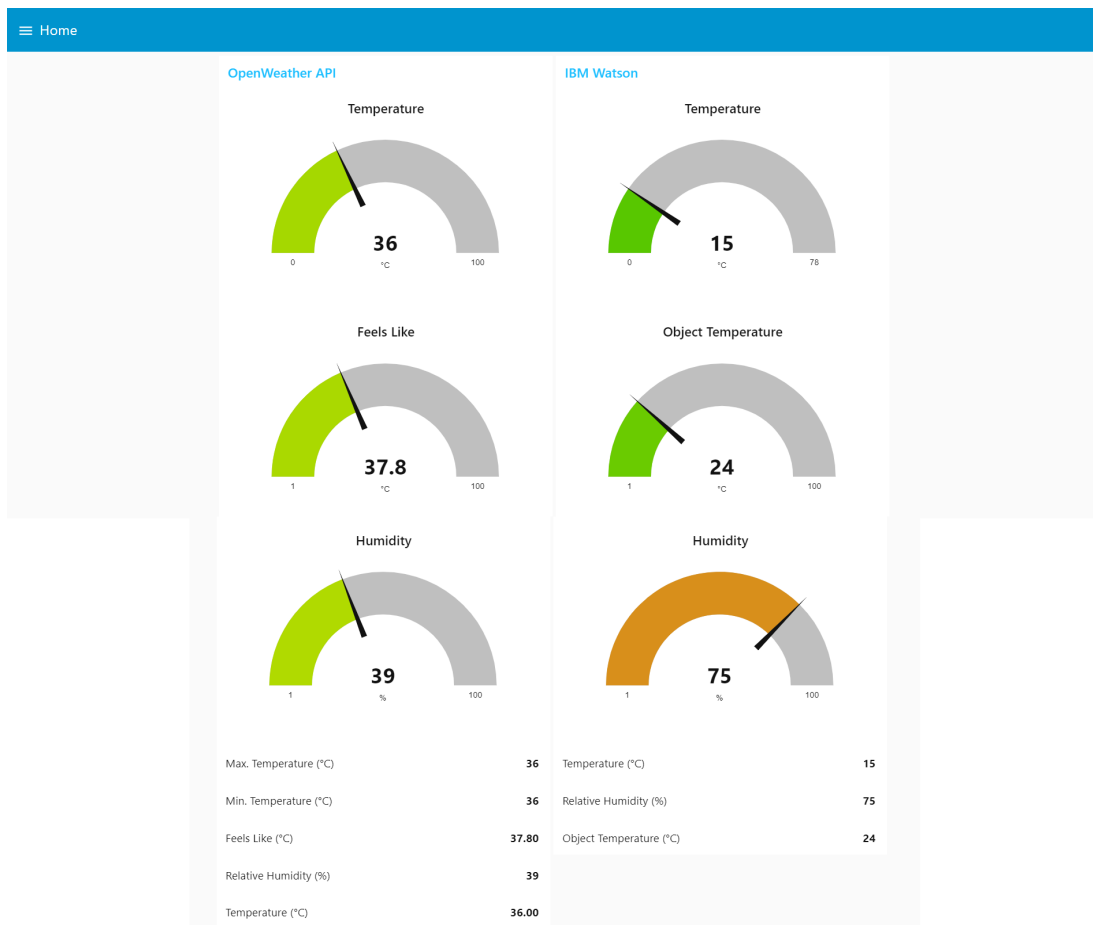 Home
OpenWeather API
Temperature
36
°C
0
100
Feels Like
37.8
°C
1
100
Humidity
39
%
1
100
Max. Temperature (°C) 36
Min. Temperature (°C) 36
Feels Like (°C) 37.80
Relative Humidity (%) 39
Temperature (°C) 36.00
IBM Watson
Temperature
15
°C
0
78
Object Temperature
24
°C
1
100
Humidity
75
%
1
100
Temperature (°C) 15
Relative Humidity (%) 75
Object Temperature (°C) 24